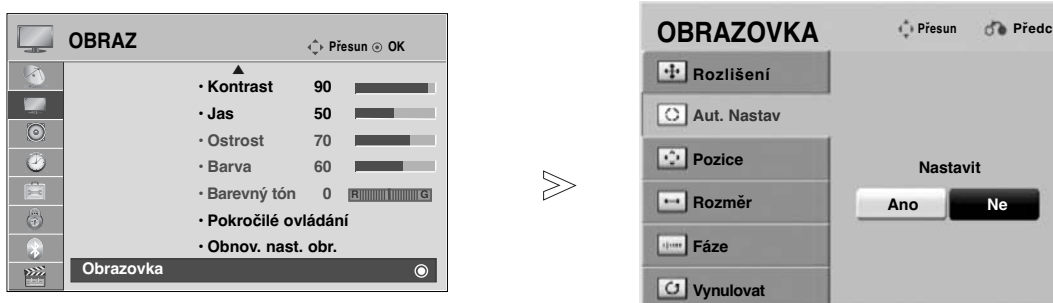 OBRAZ
Přesun OK
• Kontrast 90
• Jas 50
• Ostrost 70
• Barva 60
• Barevný tón 0 R G
• Pokročilé ovládání
• Obnov. nast. obr.
Obrazovka
OBRAZOVKA
Přesun Předc
Rozlišení
Aut. Nastav
Pozice
Rozměr
Fáze
Vynulovat
Nastavit
Ano Ne